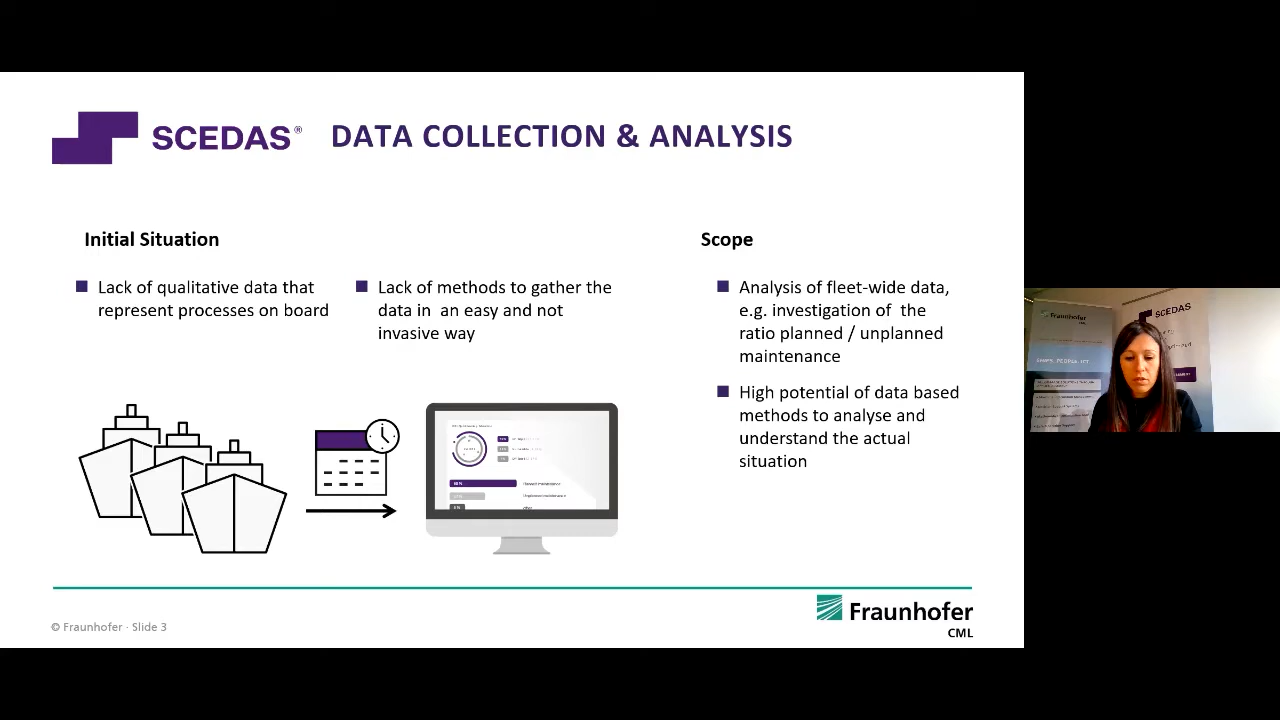 SCEDAS®
DATA COLLECTION & ANALYSIS
Initial Situation
Lack of qualitative data that
represent processes on board
Lack of methods to gather the
data in an easy and not
invasive way
Scope
Analysis of fleet-wide data,
e.g. investigation of the
ratio planned / unplanned
maintenance
High potential of data based
methods to analyse and
understand the actual
situation
© Fraunhofer · Slide 3
Fraunhofer
CML
Fraunhofer
SCEDAS